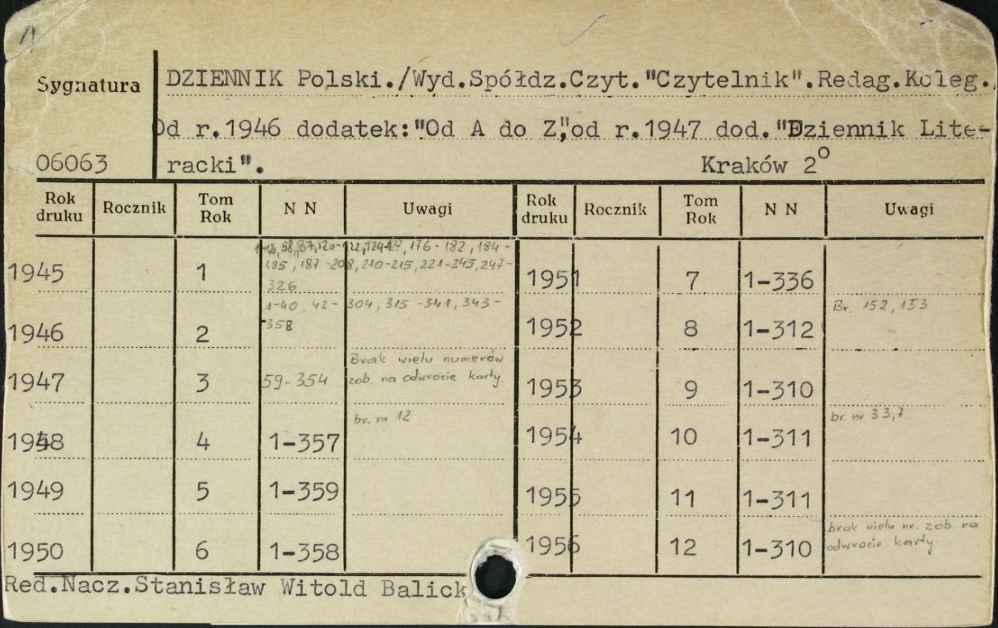 Sygnatura DZIENNIK Polski./Wyd.Spółdz.Czyt."Czytelnik".Redag.Koleg.
Od r.1946 dodatek:"Od A do Z",od r.1947 dod."Dziennik Lite-
06063 racki". Kraków 2°
Rok druku Rocznik Tom Rok N N Uwagi Rok druku Rocznik Tom Rok N N Uwagi
176-182, 184-
185, 187-208, 210-215, 221-243, 247-
1945 1 326 1951 7 1-336
1-40, 42-304, 315-341, 343- Br. 152, 153
1946 2 358 1952 8 1-312
Brak wielu numerów
1947 3 59-354 zob. na odwrocie karty. 1953 9 1-310
br. nr 12 br. nr 33,7
1948 4 1-357 1954 10 1-311
1949 5 1-359 1955 11 1-311
brak wielu nr. zob. na
1950 6 1-358 1956 12 1-310 odwrocie karty.
Red.Nacz.Stanisław Witold Balick